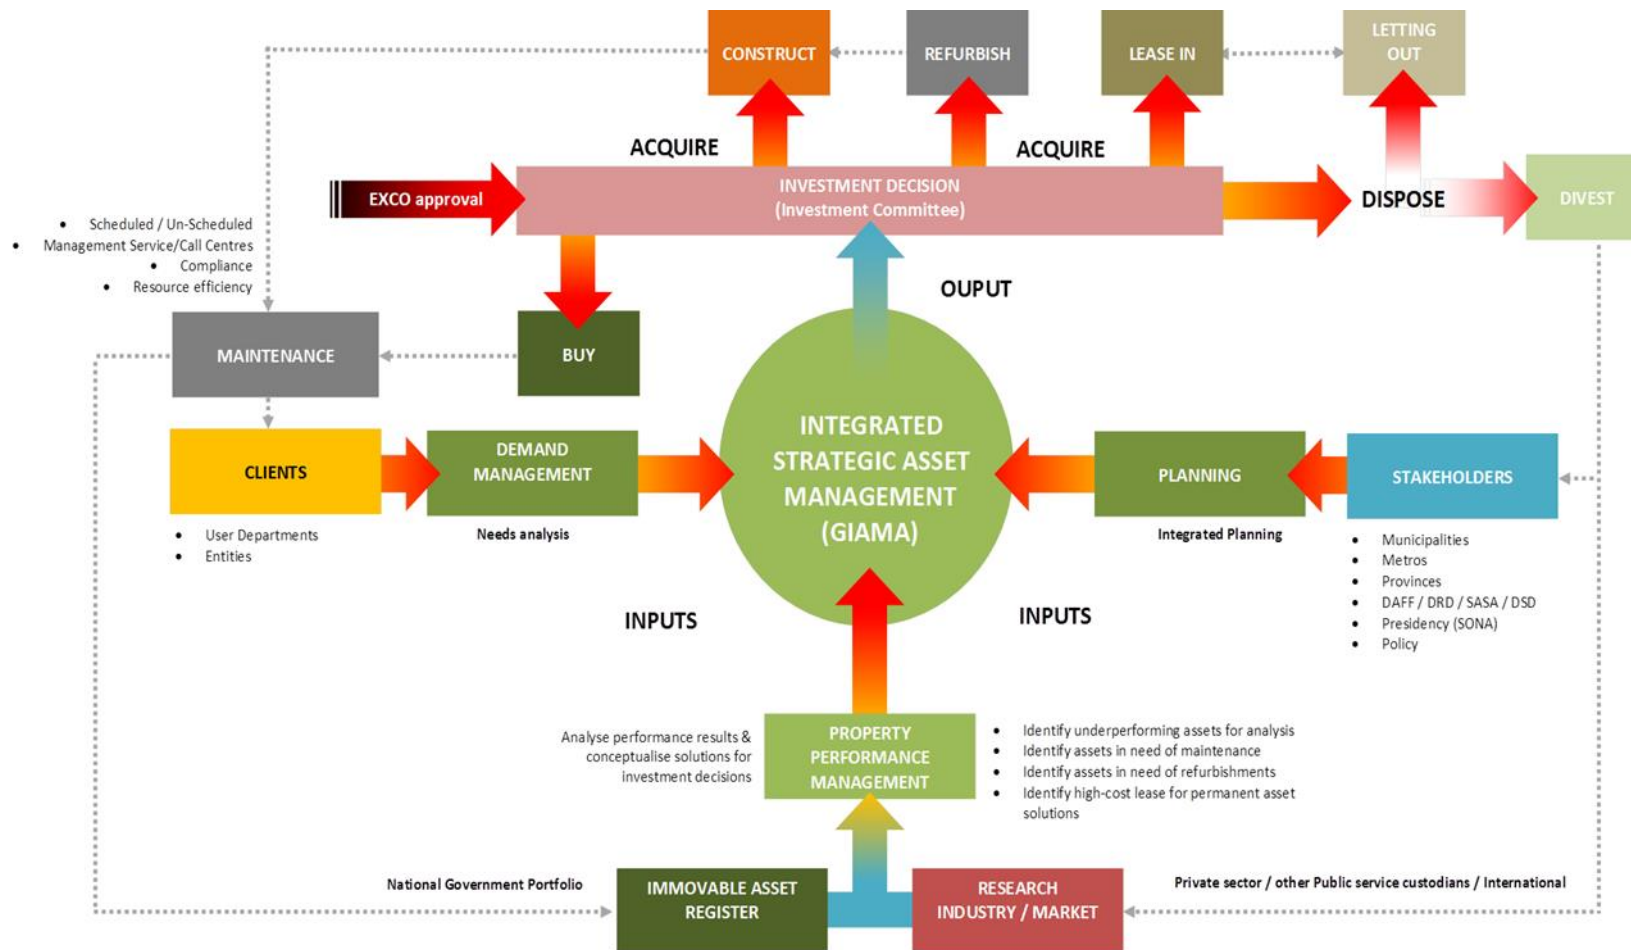 CONSTRUCT
REFURBISH
LEASE IN
LETTING
OUT
ACQUIRE
ACQUIRE
EXCO approval
INVESTMENT DECISION
(Investment Committee)
DISPOSE
DIVEST
• Scheduled / Un-Scheduled
• Management Service/Call Centres
• Compliance
• Resource efficiency
OUPUT
MAINTENANCE
BUY
CLIENTS
DEMAND
MANAGEMENT
INTEGRATED
STRATEGIC ASSET
MANAGEMENT
(GIAMA)
PLANNING
STAKEHOLDERS
• User Departments
• Entities
Needs analysis
Integrated Planning
• Municipalities
• Metros
• Provinces
• DAFF / DRD / SASA / DSD
• Presidency (SONA)
• Policy
INPUTS
INPUTS
Analyse performance results &
conceptualise solutions for
investment decisions
PROPERTY
PERFORMANCE
MANAGEMENT
• Identify underperforming assets for analysis
• Identify assets in need of maintenance
• Identify assets in need of refurbishments
• Identify high-cost lease for permanent asset
solutions
National Government Portfolio
IMMOVABLE ASSET
REGISTER
RESEARCH
INDUSTRY / MARKET
Private sector / other Public service custodians / International